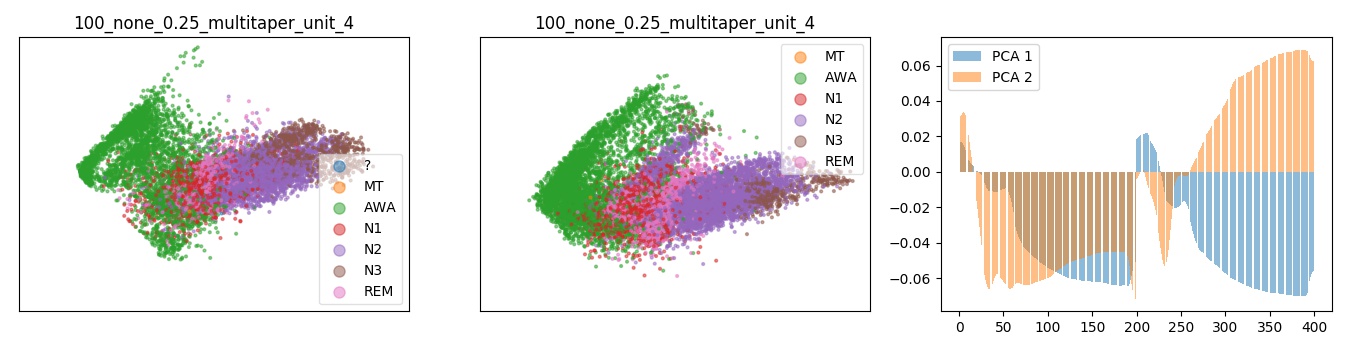 100_none_0.25_multitaper_unit_4
?
MT
AWA
N1
N2
N3
REM
100_none_0.25_multitaper_unit_4
MT
AWA
N1
N2
N3
REM
PCA 1
PCA 2
0.06
0.04
0.02
0.00
−0.02
−0.04
−0.06
0 50 100 150 200 250 300 350 400